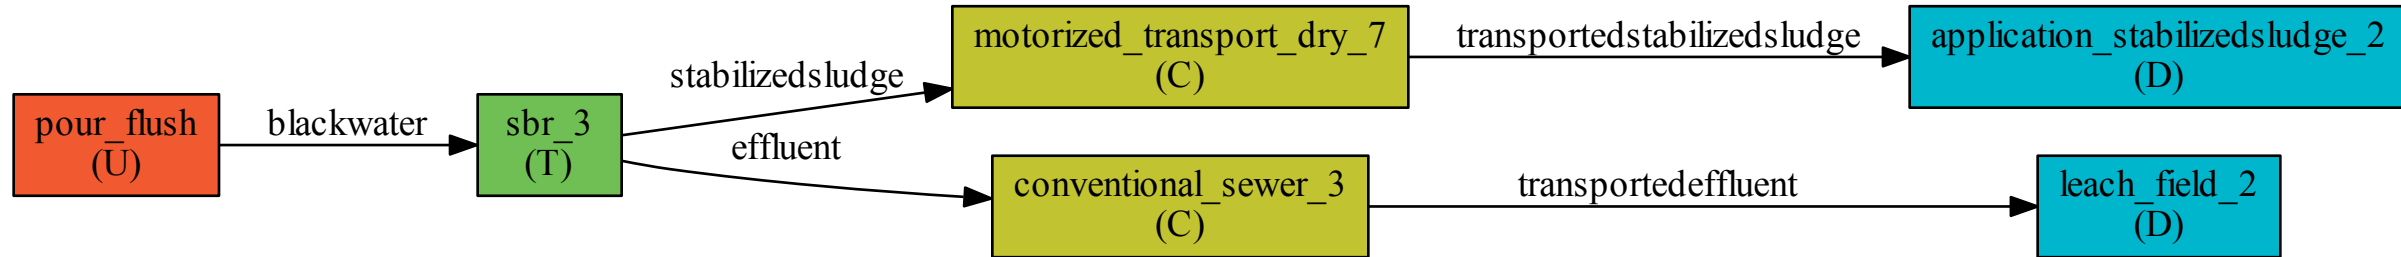 pour_flush
(U)
blackwater
sbr_3
(T)
stabilizedsludge
effluent
motorized_transport_dry_7
(C)
transportedstabilizedsludge
application_stabilizedsludge_2
(D)
conventional_sewer_3
(C)
transportedeffluent
leach_field_2
(D)